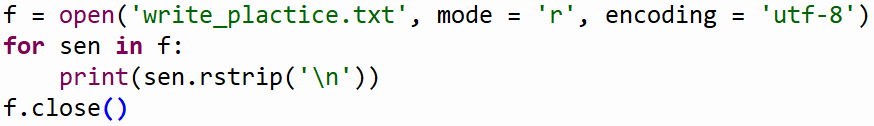 f = open('write_plactice.txt', mode = 'r', encoding = 'utf-8')
for sen in f:
    print(sen.rstrip('\n'))
f.close()